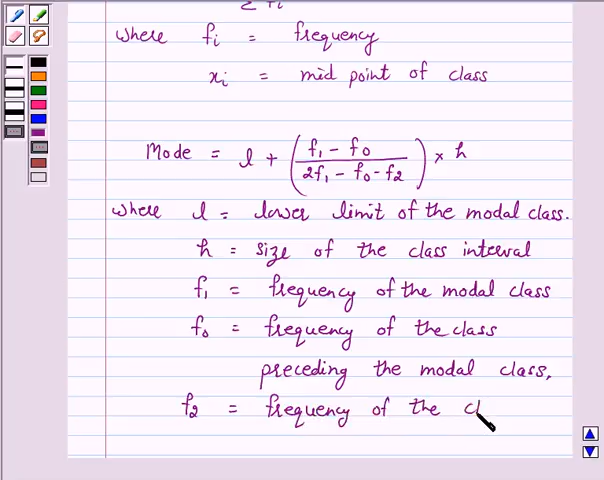 Σ fi
where fi = frequency
xi = mid point of class
Mode = l + ( f₁ - f₀ / 2f₁ - f₀ - f₂ ) × h
where l = lower limit of the modal class.
h = size of the class interval
f₁ = frequency of the modal class
f₀ = frequency of the class
preceding the modal class,
f₂ = frequency of the cl